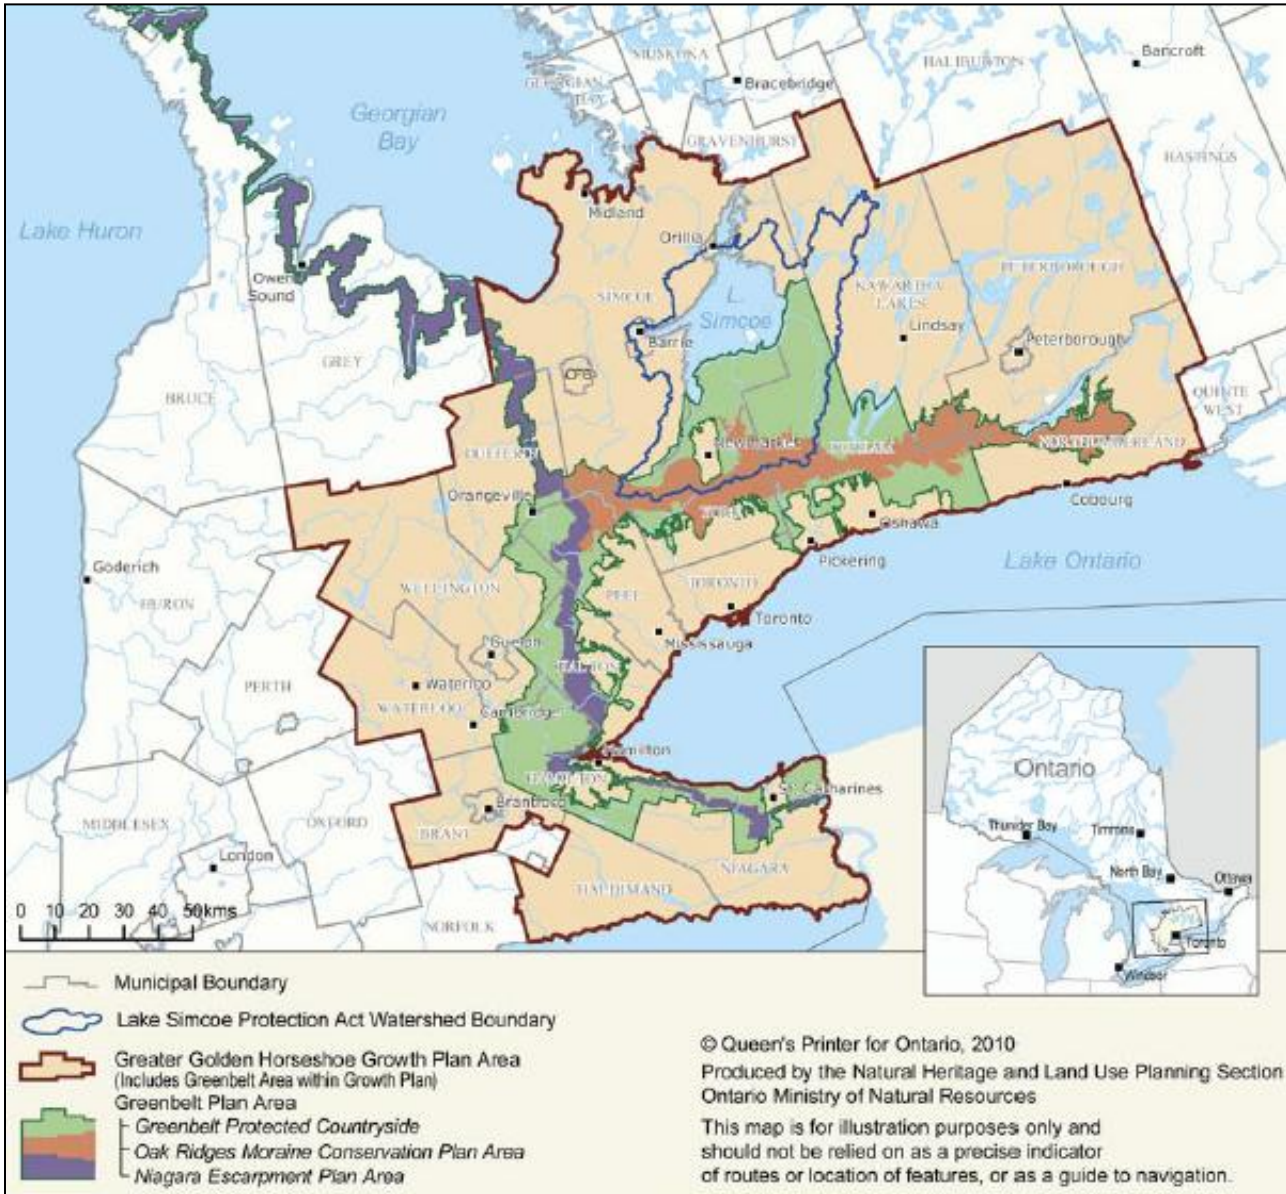 Bancroft
MUSKOKA
HALIBURTON
Bracebridge
GEORGIAN
BAY
Georgian
Bay
GRAVENHURST
HASTINGS
Lake Huron
Midland
Orillia
Owen
Sound
SIMCOE
L.
Simcoe
KAWARTHA
LAKES
PETERBOROUGH
Barrie
Lindsay
Peterborough
GREY
CFB
BRUCE
QUINTE
WEST
Newmarket
DURHAM
NORTHUMBERLAND
DUFFERIN
Orangeville
Cobourg
YORK
Oshawa
Pickering
Lake Ontario
Goderich
HURON
WELLINGTON
PEEL
TORONTO
Toronto
Mississauga
Guelph
HALTON
PERTH
Waterloo
WATERLOO
Cambridge
Hamilton
HAMILTON
St. Catharines
Brantford
BRANT
MIDDLESEX
OXFORD
London
NIAGARA
HALDIMAND
NORFOLK
0 10 20 30 40 50kms
Ontario
Thunder Bay
Timmins
North Bay
Ottawa
Toronto
Windsor
Municipal Boundary
Lake Simcoe Protection Act Watershed Boundary
Greater Golden Horseshoe Growth Plan Area
(Includes Greenbelt Area within Growth Plan)
Greenbelt Plan Area
Greenbelt Protected Countryside
Oak Ridges Moraine Conservation Plan Area
Niagara Escarpment Plan Area
© Queen's Printer for Ontario, 2010
Produced by the Natural Heritage and Land Use Planning Section
Ontario Ministry of Natural Resources
This map is for illustration purposes only and
should not be relied on as a precise indicator
of routes or location of features, or as a guide to navigation.